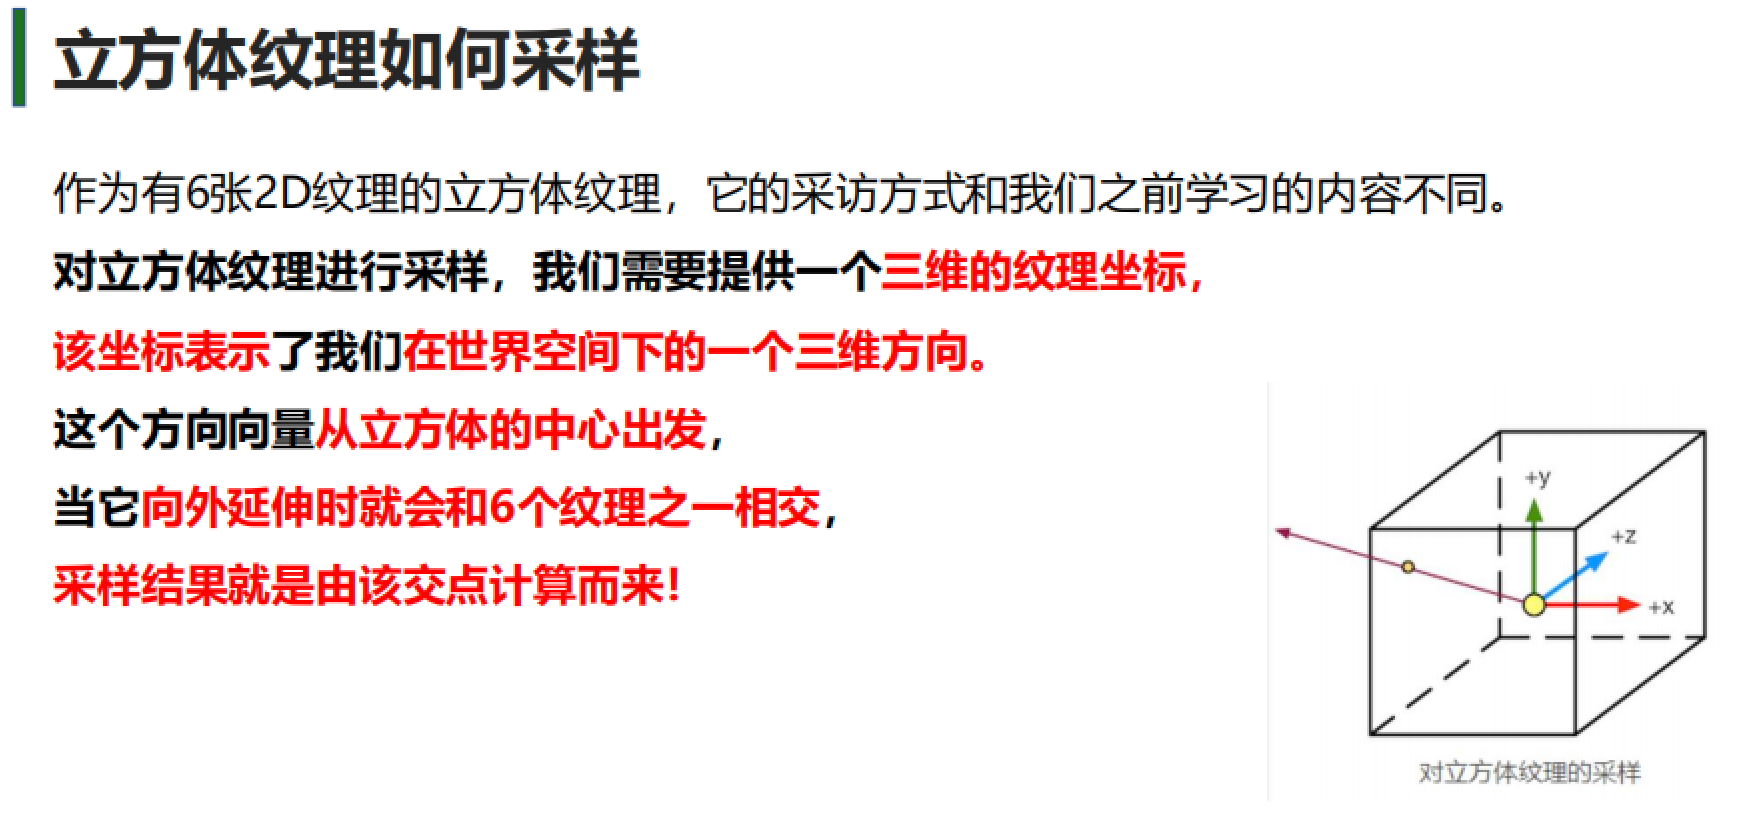 立方体纹理如何采样
作为有6张2D纹理的立方体纹理，它的采访方式和我们之前学习的内容不同。
对立方体纹理进行采样，我们需要提供一个三维的纹理坐标，
该坐标表示了我们在世界空间下的一个三维方向。
这个方向向量从立方体的中心出发，
当它向外延伸时就会和6个纹理之一相交，
采样结果就是由该交点计算而来！
+y
+z
+x
对立方体纹理的采样